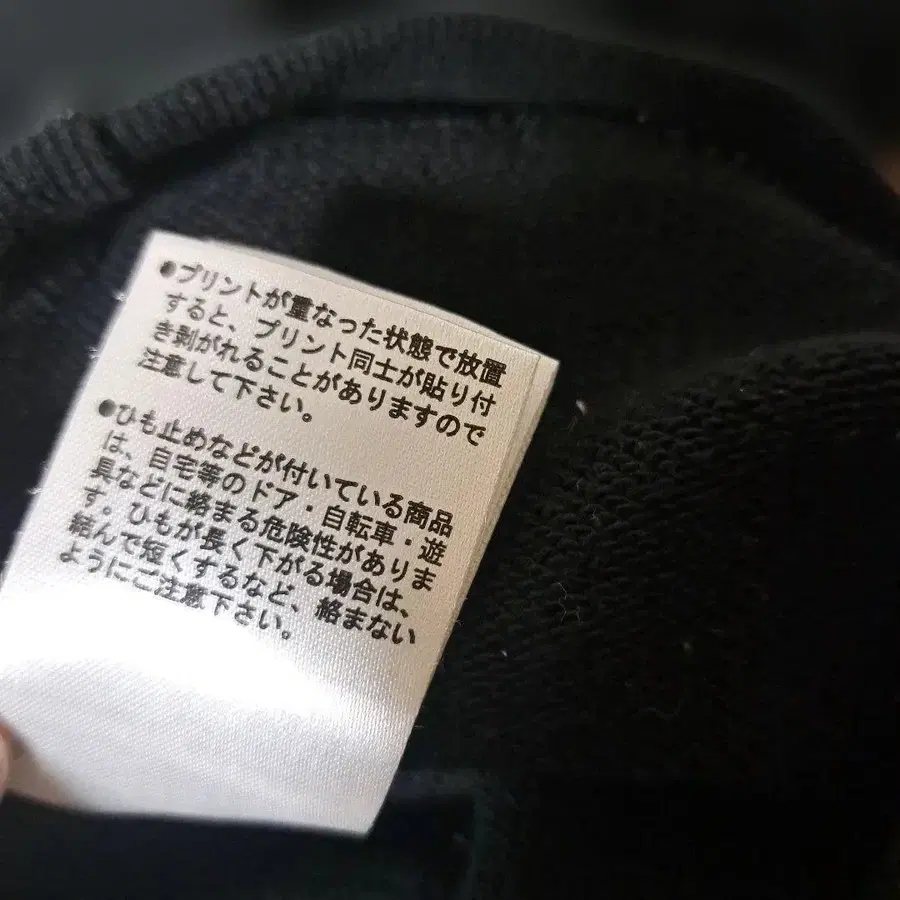 ●プリントが重なった状態で放置
すると、プリント同士が貼り付
き剥がれることがありますので
注意して下さい。
●ひも止めなどが付いている商品
は、自宅等のドア・自転車・遊
具などに絡まる危険性がありま
す。ひもが長く下がる場合は、
結んで短くするなど、絡まない
ようにご注意下さい。